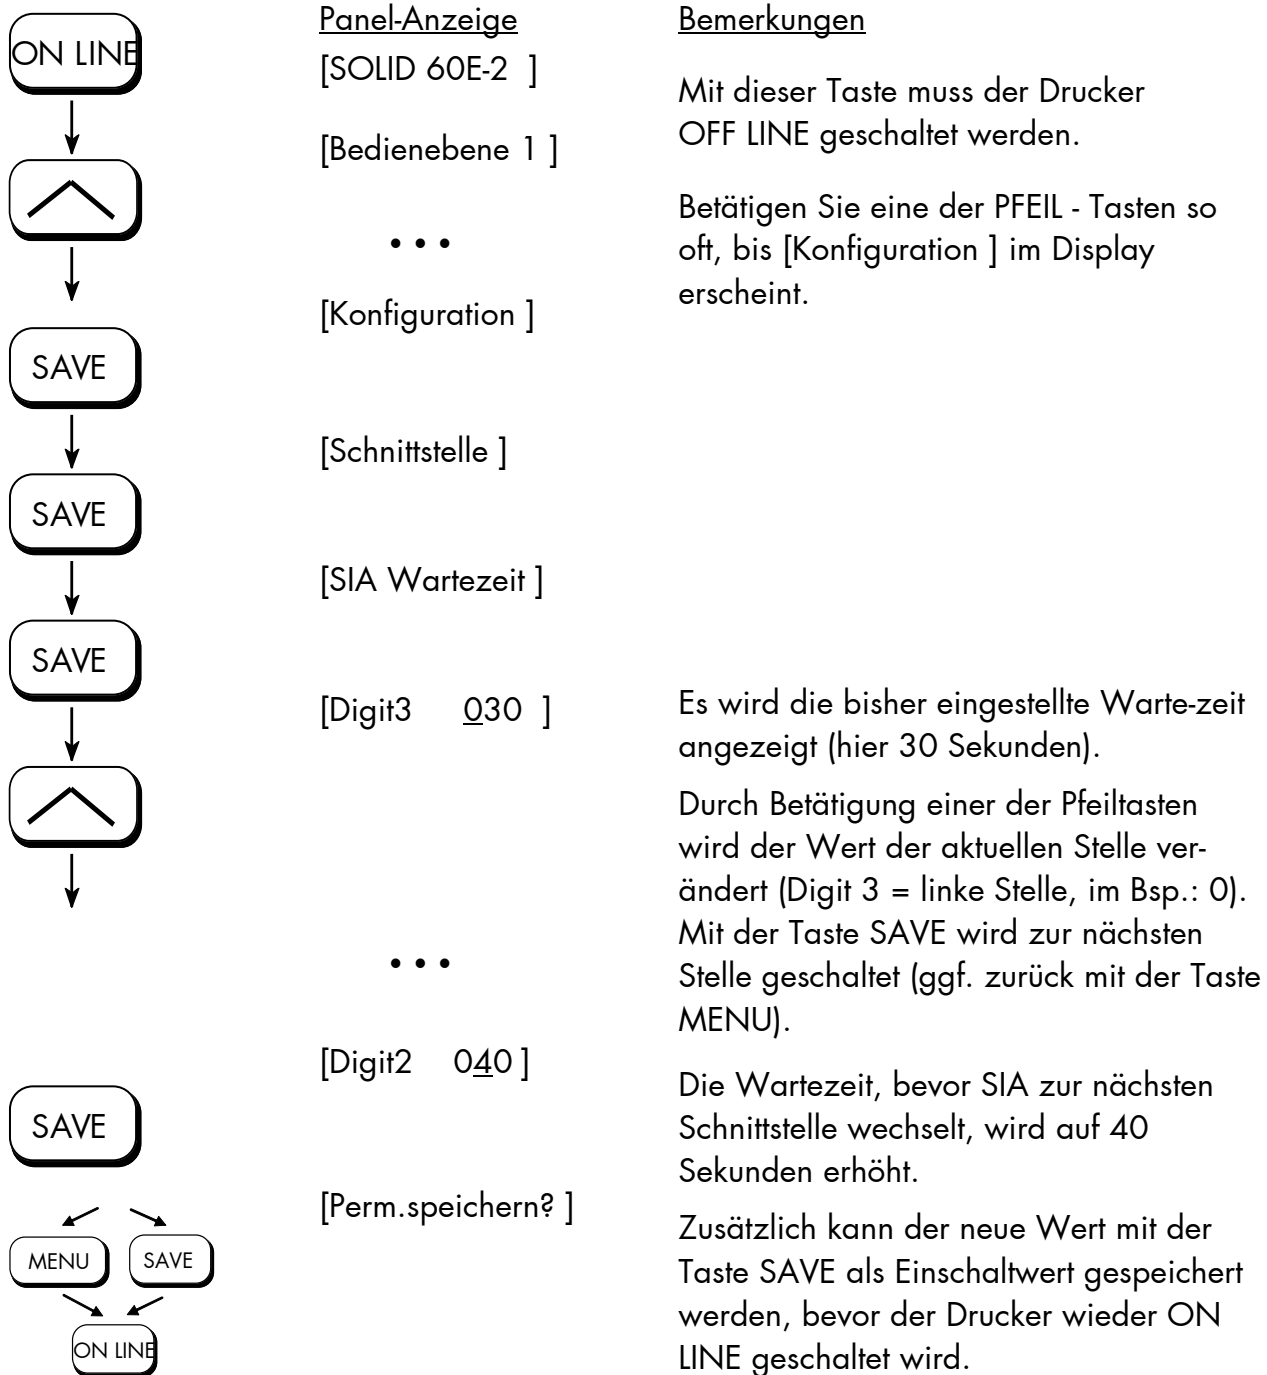 Panel-Anzeige
Bemerkungen
ON LINE
[SOLID 60E-2 ]
Mit dieser Taste muss der Drucker
OFF LINE geschaltet werden.
[Bedienebene 1 ]
Betätigen Sie eine der PFEIL - Tasten so
oft, bis [Konfiguration ] im Display
erscheint.
• • •
[Konfiguration ]
SAVE
[Schnittstelle ]
SAVE
[SIA Wartezeit ]
SAVE
[Digit3 030 ]
Es wird die bisher eingestellte Warte-zeit
angezeigt (hier 30 Sekunden).
Durch Betätigung einer der Pfeiltasten
wird der Wert der aktuellen Stelle ver-
ändert (Digit 3 = linke Stelle, im Bsp.: 0).
Mit der Taste SAVE wird zur nächsten
Stelle geschaltet (ggf. zurück mit der Taste
MENU).
• • •
[Digit2 040 ]
Die Wartezeit, bevor SIA zur nächsten
Schnittstelle wechselt, wird auf 40
Sekunden erhöht.
SAVE
[Perm.speichern? ]
Zusätzlich kann der neue Wert mit der
Taste SAVE als Einschaltwert gespeichert
werden, bevor der Drucker wieder ON
LINE geschaltet wird.
MENU
SAVE
ON LINE